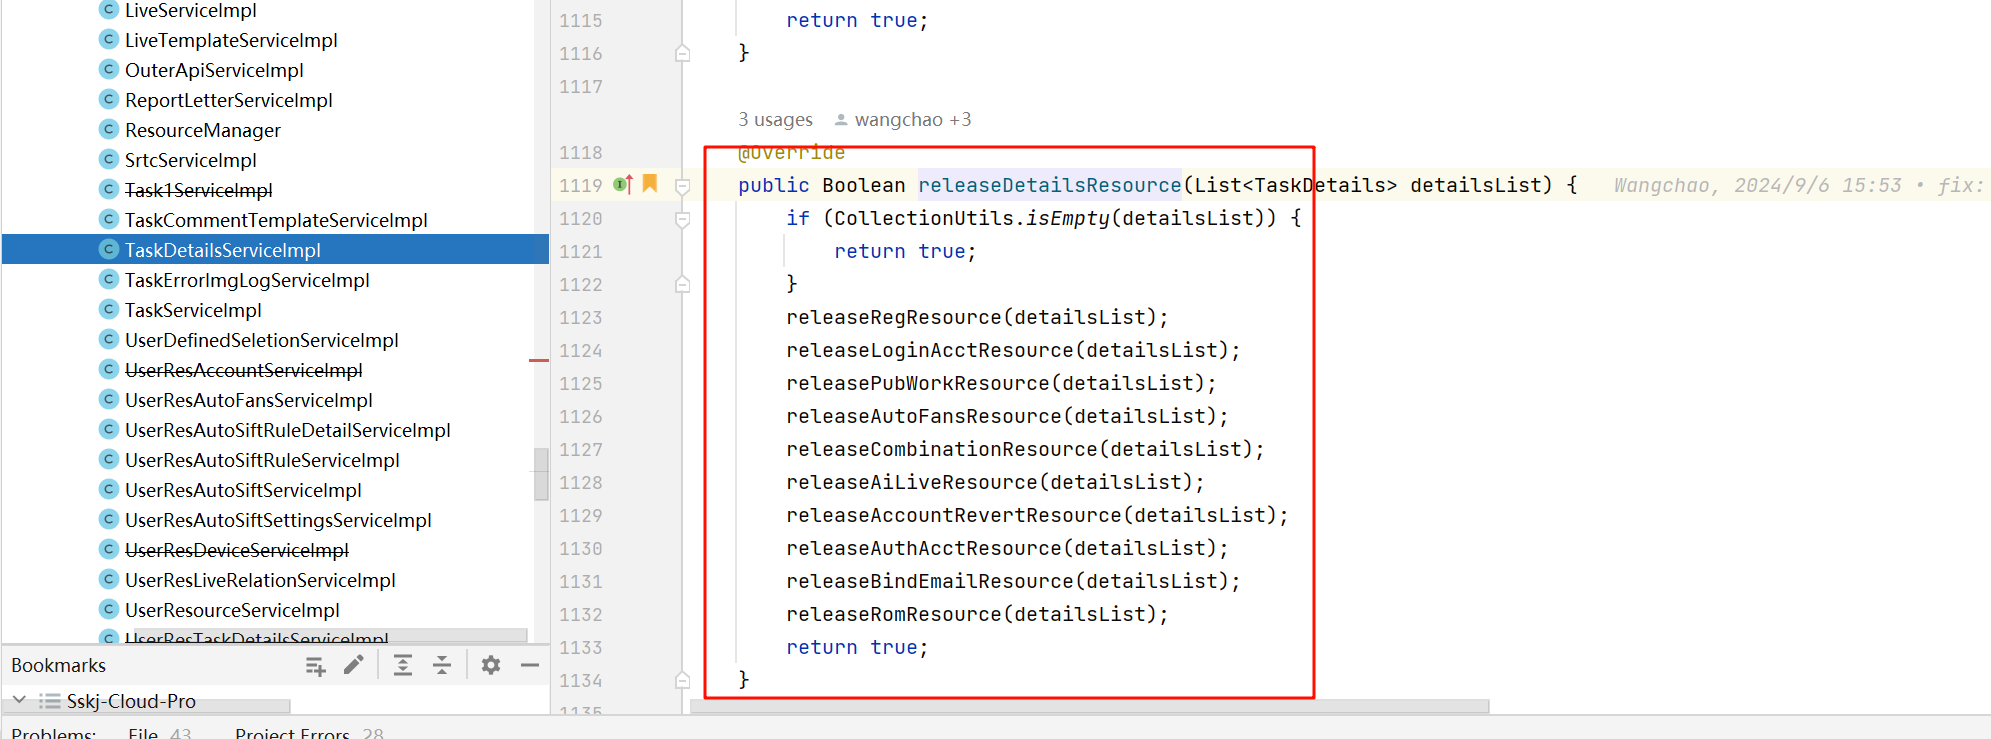 LiveServiceImpl
LiveTemplateServiceImpl
OuterApiServiceImpl
ReportLetterServiceImpl
ResourceManager
SrtcServiceImpl
Task1ServiceImpl
TaskCommentTemplateServiceImpl
TaskDetailsServiceImpl
TaskErrorImgLogServiceImpl
TaskServiceImpl
UserDefinedSeletionServiceImpl
UserResAccountServiceImpl
UserResAutoFansServiceImpl
UserResAutoSiftRuleDetailServiceImpl
UserResAutoSiftRuleServiceImpl
UserResAutoSiftServiceImpl
UserResAutoSiftSettingsServiceImpl
UserResDeviceServiceImpl
UserResLiveRelationServiceImpl
UserResourceServiceImpl
UserResTaskDetailsServiceImpl
Bookmarks
Sskj-Cloud-Pro
1115 return true;
1116 }
1117
3 usages wangchao +3
1118 @Override
1119 public Boolean releaseDetailsResource(List<TaskDetails> detailsList) { Wangchao, 2024/9/6 15:53 • fix:
1120 if (CollectionUtils.isEmpty(detailsList)) {
1121 return true;
1122 }
1123 releaseRegResource(detailsList);
1124 releaseLoginAcctResource(detailsList);
1125 releasePubWorkResource(detailsList);
1126 releaseAutoFansResource(detailsList);
1127 releaseCombinationResource(detailsList);
1128 releaseAiLiveResource(detailsList);
1129 releaseAccountRevertResource(detailsList);
1130 releaseAuthAcctResource(detailsList);
1131 releaseBindEmailResource(detailsList);
1132 releaseRomResource(detailsList);
1133 return true;
1134 }
1135
Problems: File 43 Project Errors 28